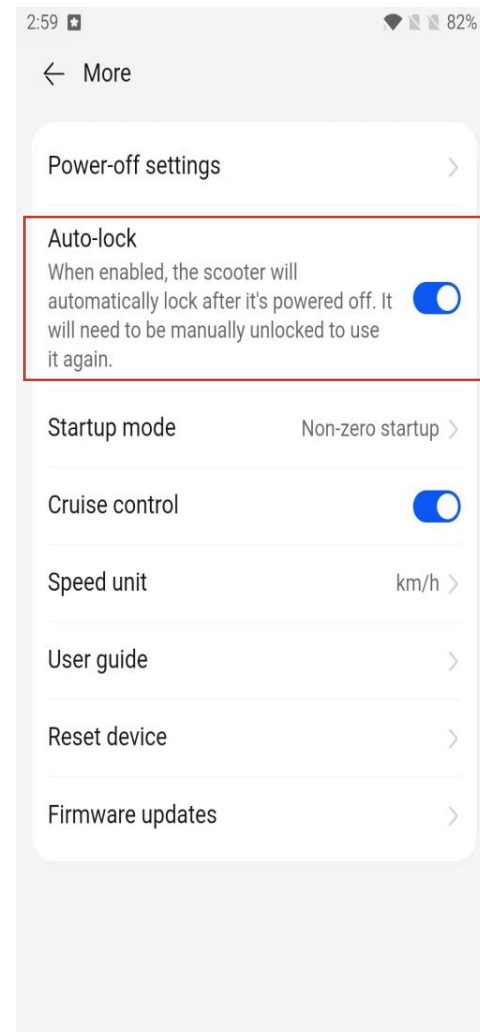 2:59 82%
More
Power-off settings
Auto-lock
When enabled, the scooter will
automatically lock after it's powered off. It
will need to be manually unlocked to use
it again.
Startup mode Non-zero startup
Cruise control
Speed unit km/h
User guide
Reset device
Firmware updates